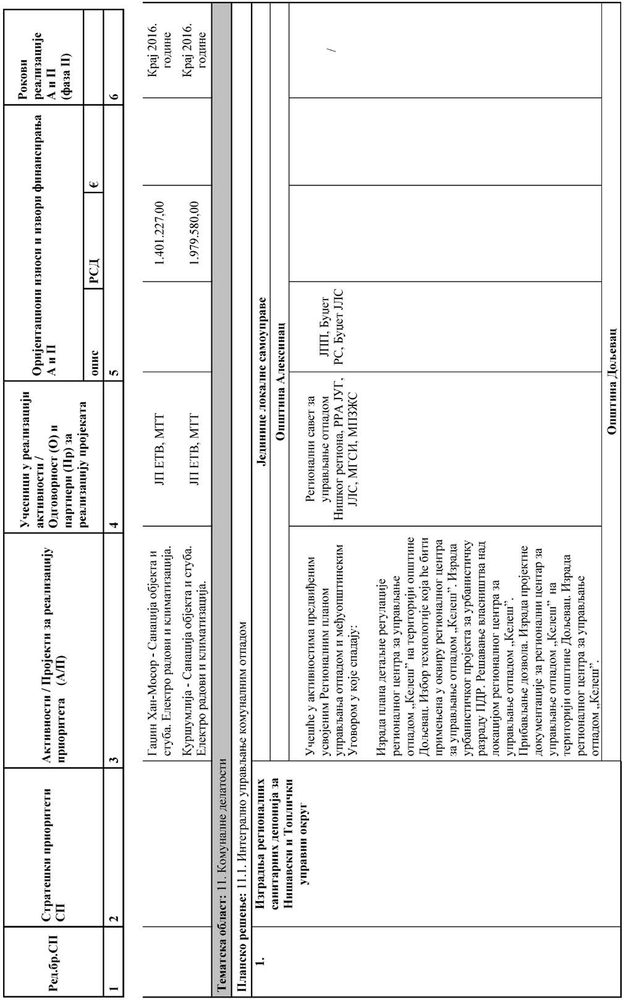 Ред.бр.СП
Стратешки приоритети
СП
Активности / Пројекти за реализацију
приоритета (А/П)
Учесници у реализацији
активности /
Одговорност (О) и
партнери (Пр) за
реализацију пројеката
Оријентациони износи и извори финансирања
А и П
опис
РСД
€
Рокови
реализације
А и П
(фаза II)
1
2
3
4
5
6
Гаџин Хан-Мосор - Санација објекта и
стуба. Електро радови и климатизација.
ЈП ЕТВ, МТТ
1.401.227,00
Крај 2016.
године
Куршумлија - Санација објекта и стуба.
Електро радови и климатизација.
ЈП ЕТВ, МТТ
1.979.580,00
Крај 2016.
године
Тематска област: 11. Комуналне делатости
Планско решење: 11.1. Интегрално управљање комуналним отпадом
1.
Изградња регионалних
санитарних депонија за
Нишавски и Топлички
управни округ
Јединице локалне самоуправе
Општина Алексинац
Учешће у активностима предвиђеним
усвојеним Регионалним планом
управљања отпадом и међуопштинским
Уговором у које спадају:
Израда плана детаљне регулације
регионалног центра за управљање
отпадом „Келеш” на територији општине
Дољевац. Избор технологије која ће бити
примењена у оквиру регионалног центра
за управљање отпадом „Келеш”. Израда
урбанистичког пројекта за урбанистичку
разраду ПДР. Решавање власништва над
локацијом регионалног центра за
управљање отпадом „Келеш”.
Прибављање дозвола. Израда пројектне
документације за регионални центар за
управљање отпадом „Келеш” на
територији општине Дољевац. Израда
регионалног центра за управљање
отпадом „Келеш”.
Регионални савет за
управљање отпадом
Нишког региона, РРА ЈУГ,
ЈЛС, МГСИ, МПЗЖС
ЈПП, Буџет
РС, Буџет ЈЛС
/
Општина Дољевац